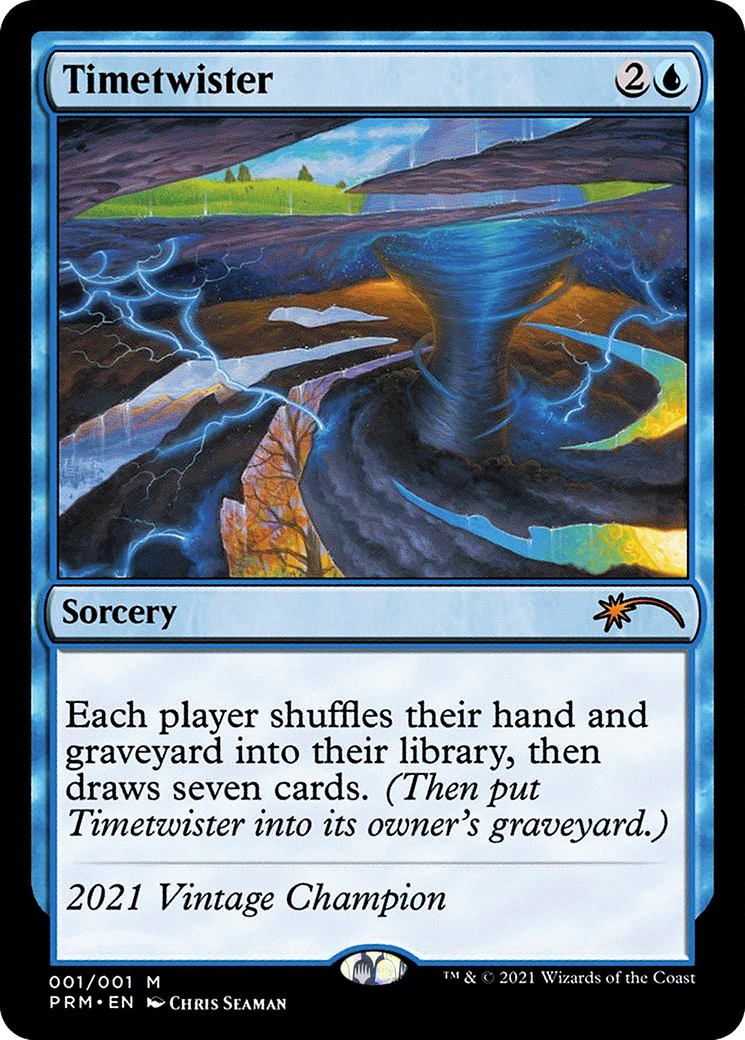 Timetwister 2
Sorcery
Each player shuffles their hand and
graveyard into their library, then
draws seven cards. (Then put
Timetwister into its owner's graveyard.)
2021 Vintage Champion
001/001 M
PRM • EN Chris Seaman
™ & © 2021 Wizards of the Coast